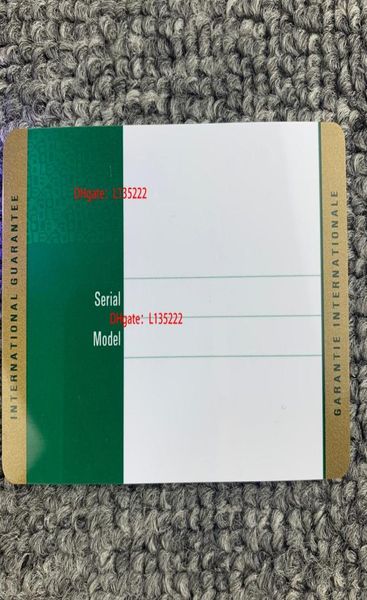 INTERNATIONAL GUARANTEE
DHgate: L135222
Serial
DHgate: L135222
Model
GARANTIE INTERNATIONALE